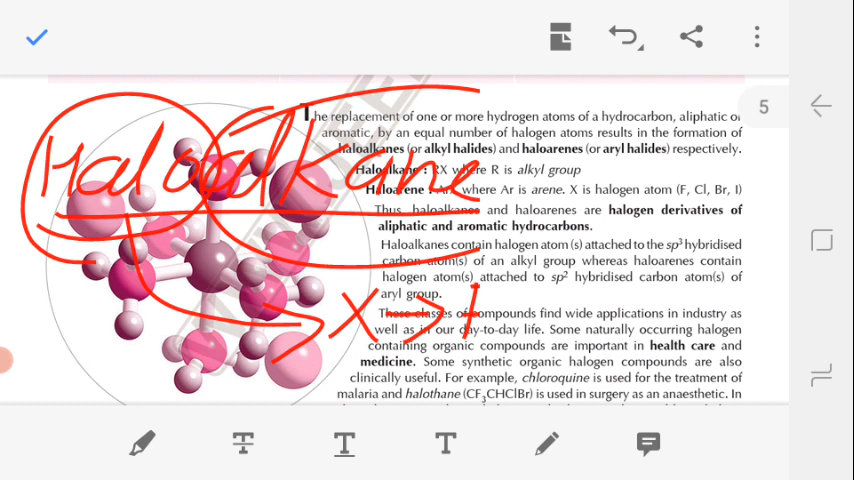 5
The replacement of one or more hydrogen atoms of a hydrocarbon, aliphatic or
aromatic, by an equal number of halogen atoms results in the formation of
haloalkanes (or alkyl halides) and haloarenes (or aryl halides) respectively.
Haloalkane : RX where R is alkyl group
Haloarene : ArX where Ar is arene. X is halogen atom (F, Cl, Br, I)
Thus, haloalkanes and haloarenes are halogen derivatives of
aliphatic and aromatic hydrocarbons.
Haloalkanes contain halogen atom (s) attached to the sp³ hybridised
carbon atom(s) of an alkyl group whereas haloarenes contain
halogen atom(s) attached to sp² hybridised carbon atom(s) of
aryl group.
These classes of compounds find wide applications in industry as
well as in our day-to-day life. Some naturally occurring halogen
containing organic compounds are important in health care and
medicine. Some synthetic organic halogen compounds are also
clinically useful. For example, chloroquine is used for the treatment of
malaria and halothane (CF₃CHClBr) is used in surgery as an anaesthetic. In
Haloalkane
X
T
T
T